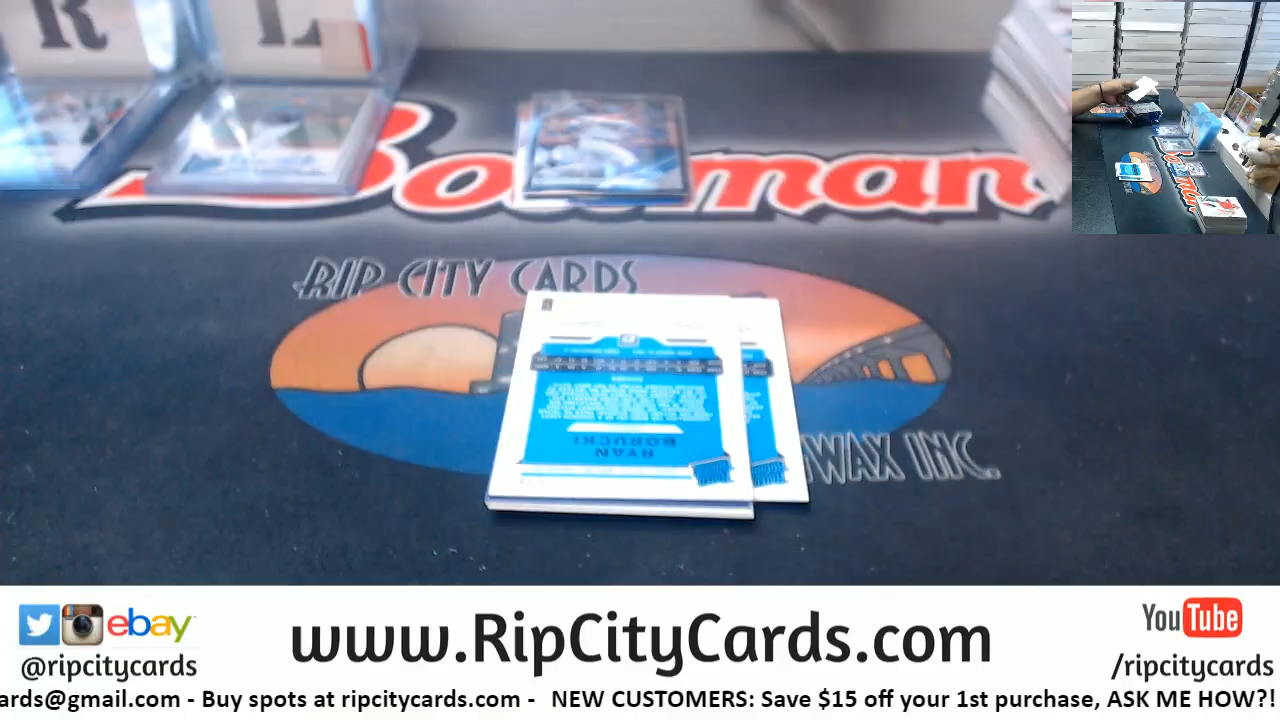 R L
Bowman
RIP CITY CARDS
WAX INC.
RYAN
BORUCKI
ebay
www.RipCityCards.com
YouTube
@ripcitycards
/ripcitycards
ards@gmail.com - Buy spots at ripcitycards.com - NEW CUSTOMERS: Save $15 off your 1st purchase, ASK ME HOW?!